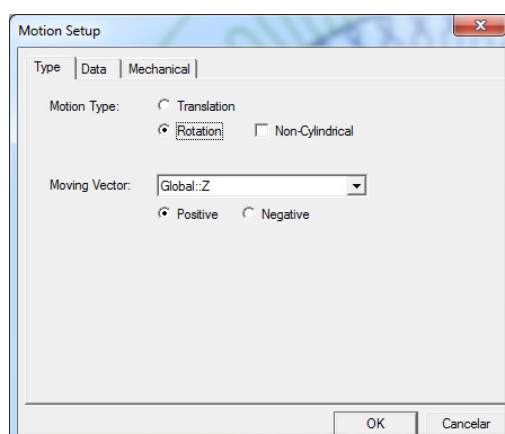 Motion Setup
Type Data Mechanical
Motion Type: Translation
Rotation Non-Cylindrical
Moving Vector: Global::Z
Positive Negative
OK Cancelar